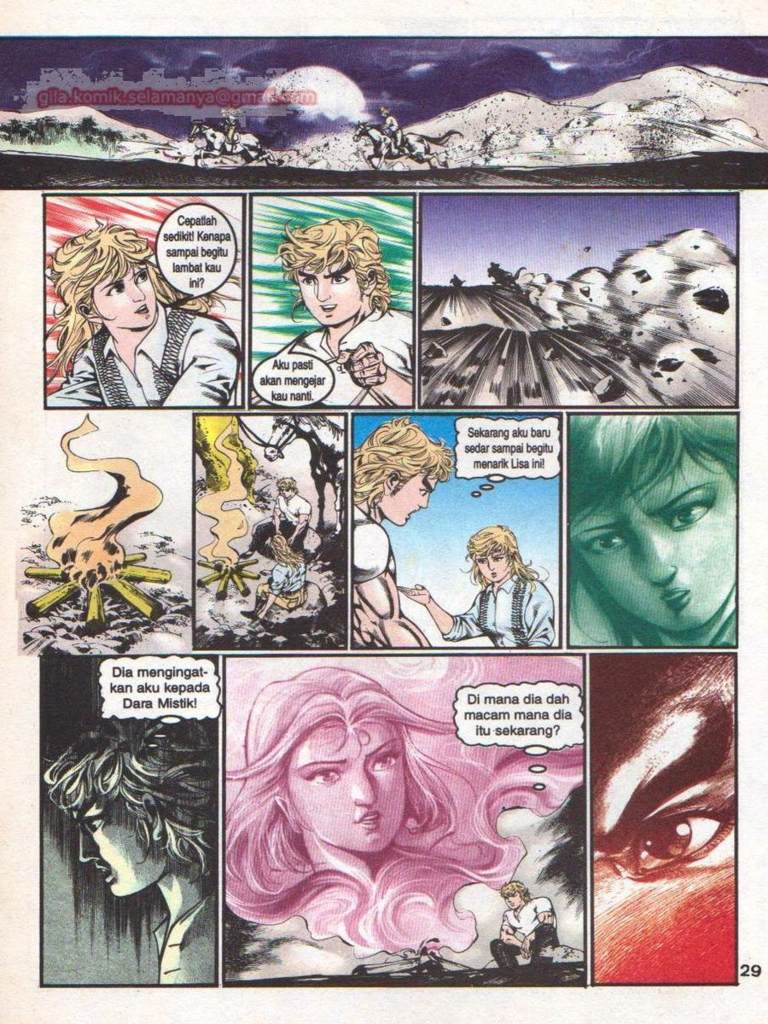 gila.komik.selamanya@gmail.com
Cepatlah
sedikit! Kenapa
sampai begitu
lambat kau
ini?
Aku pasti
akan mengejar
kau nanti.
Sekarang aku baru
sedar sampai begitu
menarik Lisa ini!
Dia mengingat-
kan aku kepada
Dara Mistik!
Di mana dia dah
macam mana dia
itu sekarang?
29